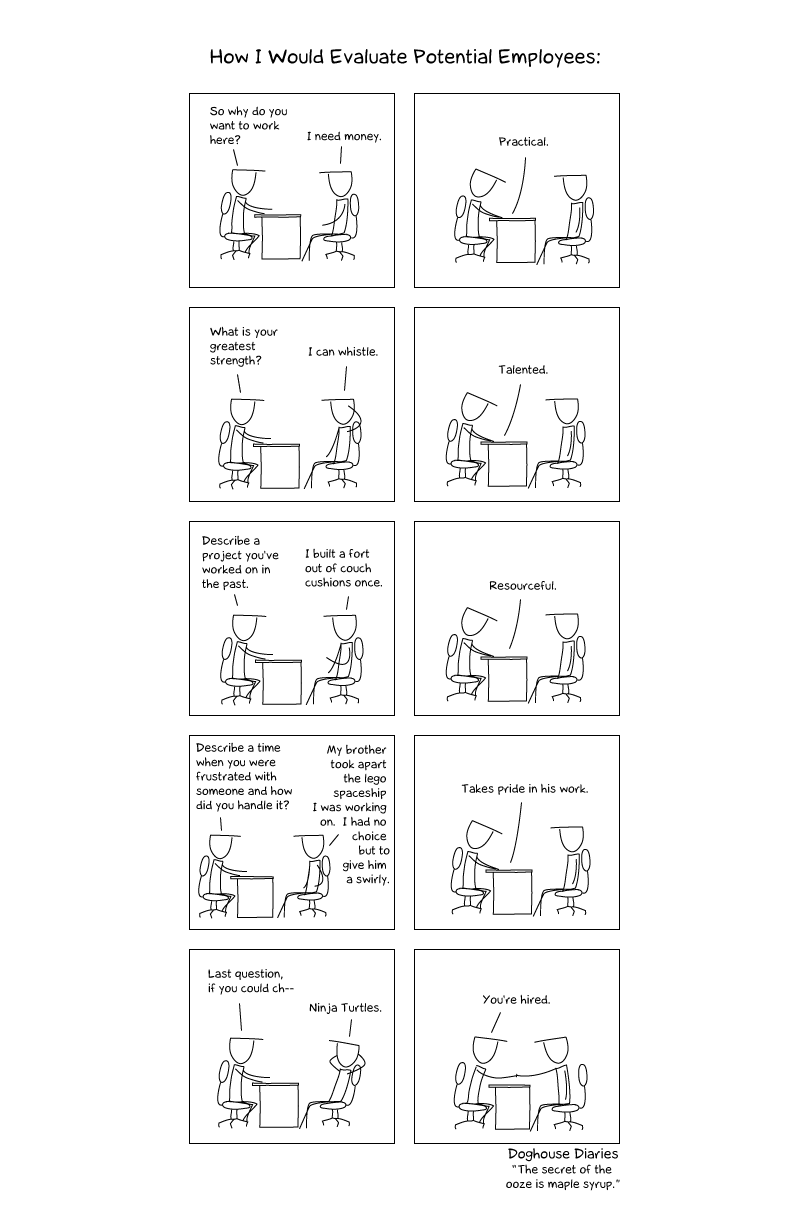 How I Would Evaluate Potential Employees:
So why do you
want to work
here?
I need money.
Practical.
What is your
greatest
strength?
I can whistle.
Talented.
Describe a
project you've
worked on in
the past.
I built a fort
out of couch
cushions once.
Resourceful.
Describe a time
when you were
frustrated with
someone and how
did you handle it?
My brother
took apart
the lego
spaceship
I was working
on. I had no
choice
but to
give him
a swirly.
Takes pride in his work.
Last question,
if you could ch--
Ninja Turtles.
You're hired.
Doghouse Diaries
"The secret of the
ooze is maple syrup."